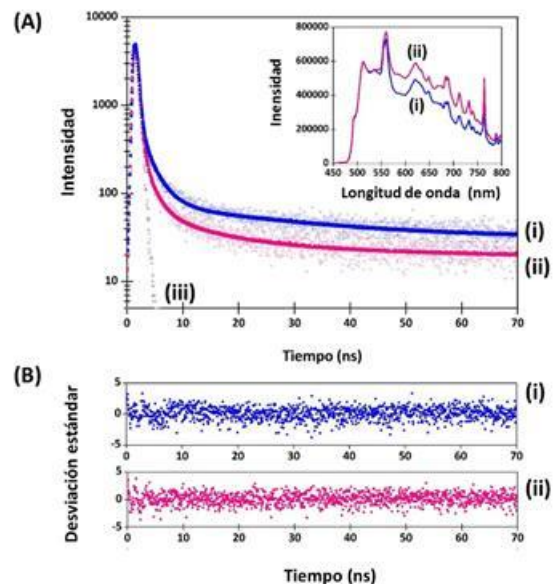 (A)
Intensidad
10000
1000
100
10
0 10 20 30 40 50 60 70
Tiempo (ns)
(i)
(ii)
(iii)
Inensidad
800000
600000
400000
200000
0
450 500 550 600 650 700 750 800
Longitud de onda (nm)
(ii)
(i)
(B)
Desviación estándar
5
0
-5
0 10 20 30 40 50 60 70
(i)
5
0
-5
0 10 20 30 40 50 60 70
(ii)
Tiempo (ns)